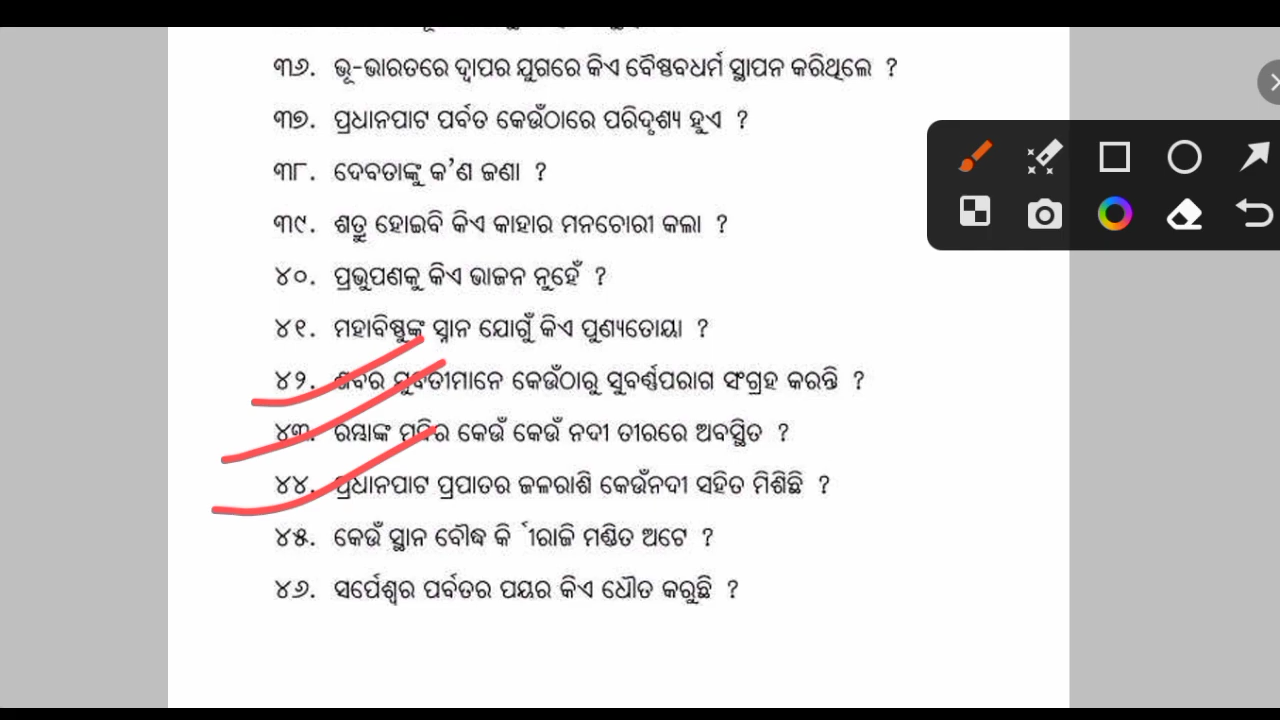 ୩୬. ଭୂ-ଭାରତରେ ଦ୍ୱାପର ଯୁଗରେ କିଏ ବୈଷ୍ଣବଧର୍ମ ସ୍ଥାପନ କରିଥିଲେ ?
୩୭. ପ୍ରଧାନପାଟ ପର୍ବତ କେଉଁଠାରେ ପରିଦୃଶ୍ୟ ହୁଏ ?
୩୮. ଦେବତାଙ୍କୁ କ’ଣ ଜଣା ?
୩୯. ଶତ୍ରୁ ହୋଇବି କିଏ କାହାର ମନଚୋରୀ କଲା ?
୪୦. ପ୍ରଭୁପଣକୁ କିଏ ଭାଜନ ନୁହେଁ ?
୪୧. ମହାବିଷ୍ଣୁଙ୍କ ସ୍ନାନ ଯୋଗୁଁ କିଏ ପୁଣ୍ୟତୋୟା ?
୪୨. ଶବର ଯୁବତୀମାନେ କେଉଁଠାରୁ ସୁବର୍ଣ୍ଣପରାଗ ସଂଗ୍ରହ କରନ୍ତି ?
୪୩. ରମ୍ଭାଙ୍କ ମନ୍ଦିର କେଉଁ କେଉଁ ନଦୀ ତୀରରେ ଅବସ୍ଥିତ ?
୪୪. ପ୍ରଧାନପାଟ ପ୍ରପାତର ଜଳରାଶି କେଉଁନଦୀ ସହିତ ମିଶିଛି ?
୪୫. କେଉଁ ସ୍ଥାନ ବୌଦ୍ଧ କୀର୍ତିରାଜି ମଣ୍ଡିତ ଅଟେ ?
୪୬. ସର୍ପେଶ୍ୱର ପର୍ବତର ପୟର କିଏ ଧୌତ କରୁଛି ?